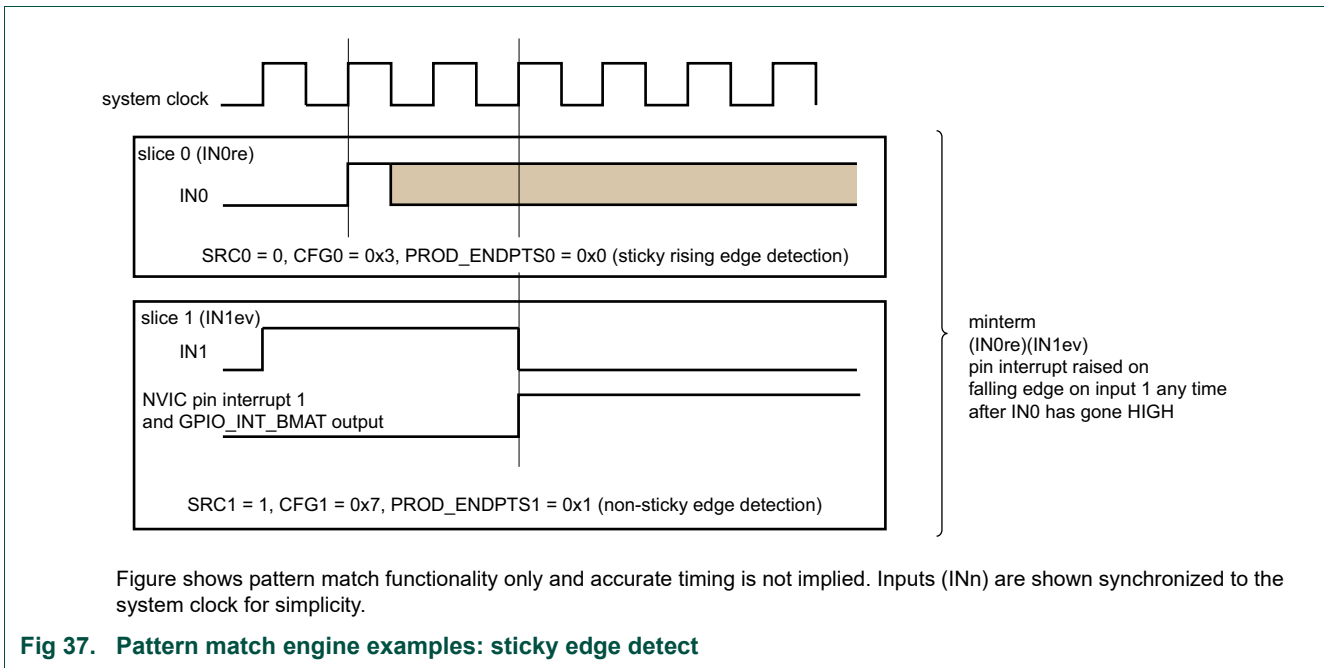 system clock
slice 0 (IN0re)
IN0
SRC0 = 0, CFG0 = 0x3, PROD_ENDPTS0 = 0x0 (sticky rising edge detection)
slice 1 (IN1ev)
IN1
NVIC pin interrupt 1
and GPIO_INT_BMAT output
SRC1 = 1, CFG1 = 0x7, PROD_ENDPTS1 = 0x1 (non-sticky edge detection)
minterm
(IN0re)(IN1ev)
pin interrupt raised on
falling edge on input 1 any time
after IN0 has gone HIGH
Figure shows pattern match functionality only and accurate timing is not implied. Inputs (INn) are shown synchronized to the
system clock for simplicity.
Fig 37. Pattern match engine examples: sticky edge detect